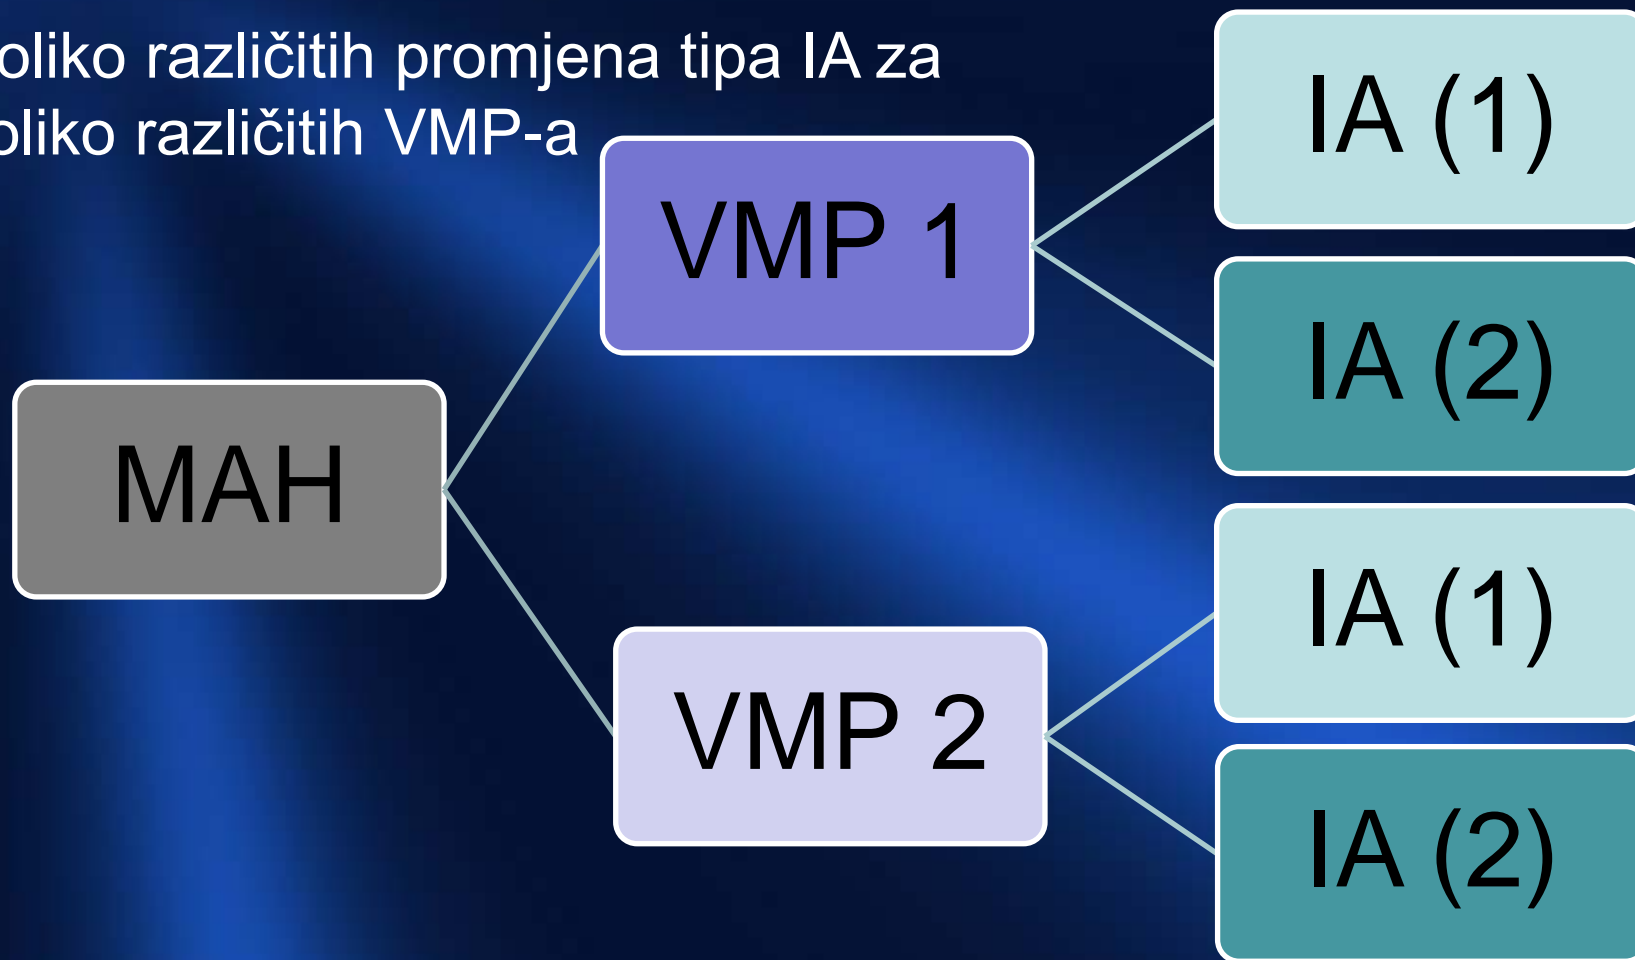 oliko različitih promjena tipa IA za
oliko različitih VMP-a
IA (1)
VMP 1
IA (2)
MAH
IA (1)
VMP 2
IA (2)